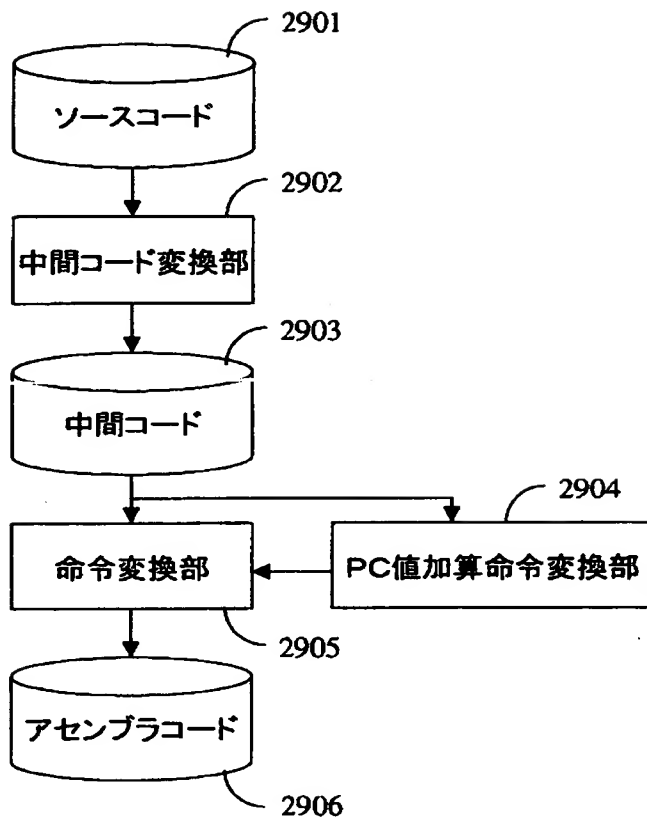 2901
ソースコード
2902
中間コード変換部
2903
中間コード
2904
命令変換部
PC値加算命令変換部
2905
アセンブラコード
2906